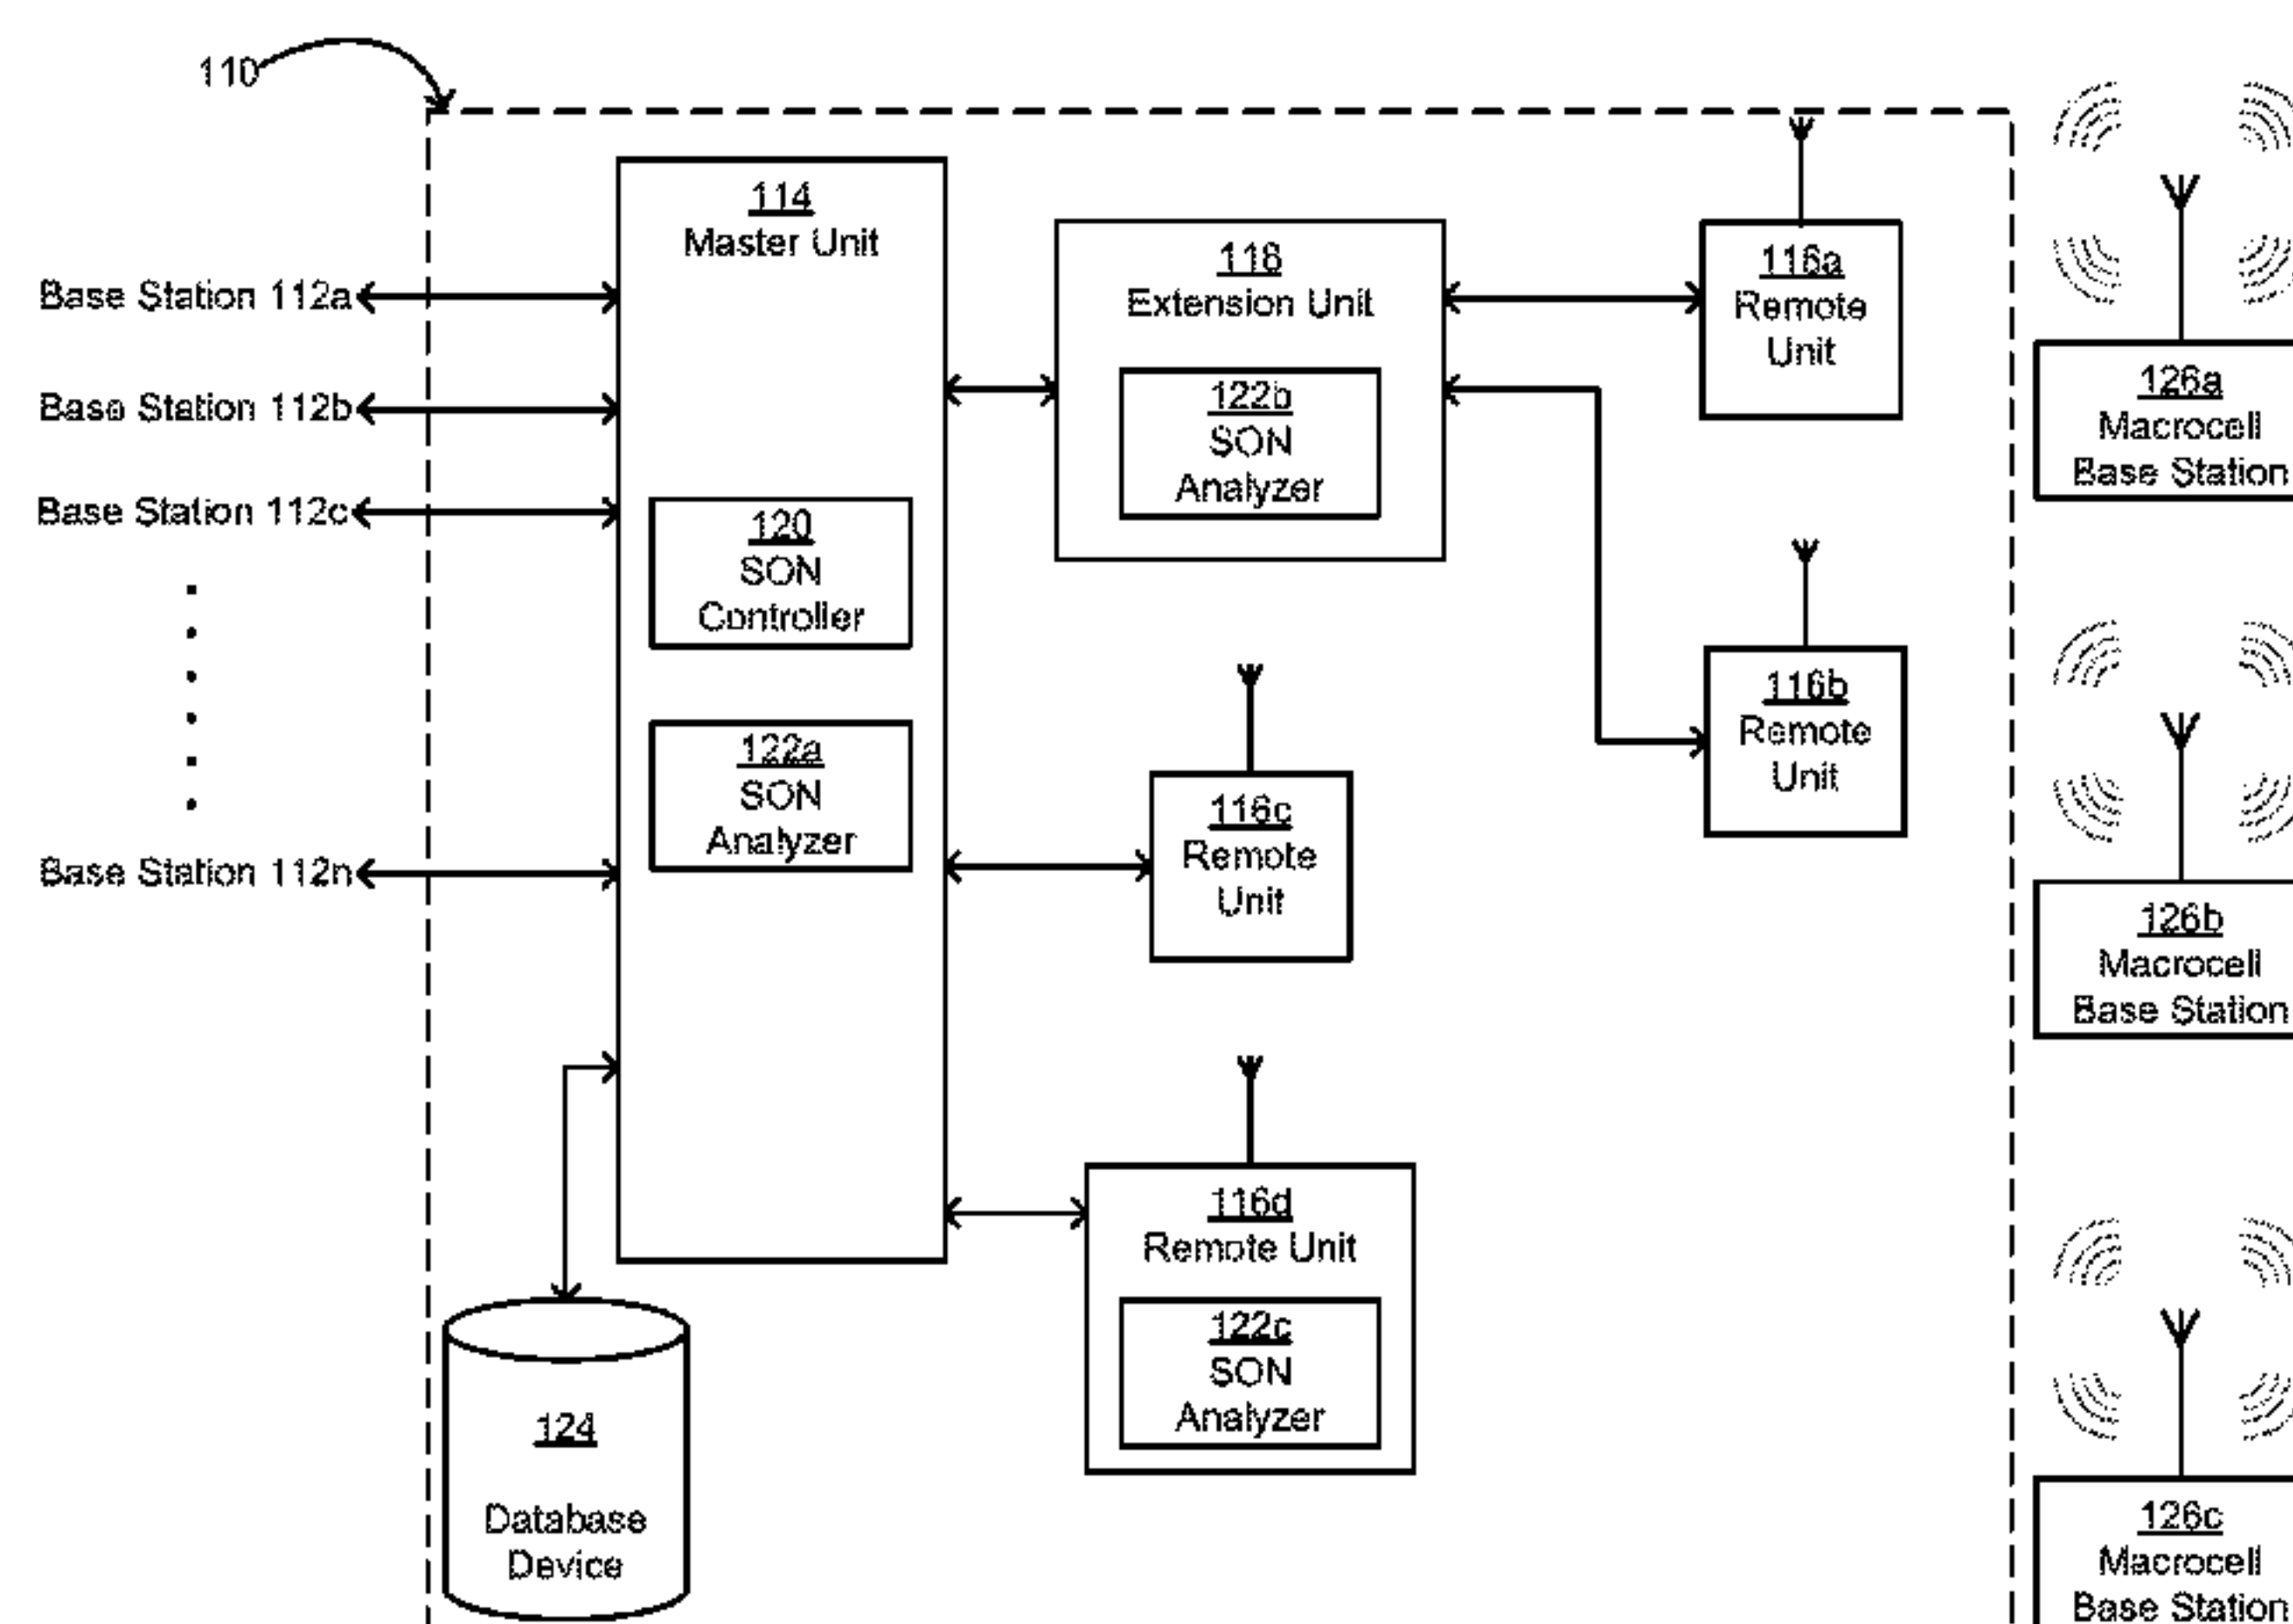 110
114
Master Unit
118
Extension Unit
116a
Remote
Unit
Base Station 112a
Base Station 112b
Base Station 112c
122b
SON
Analyzer
126a
Macrocell
Base Station
120
SON
Controller
116b
Remote
Unit
122a
SON
Analyzer
116c
Remote
Unit
Base Station 112n
126b
Macrocell
Base Station
116d
Remote Unit
122c
SON
Analyzer
124
Database
Device
126c
Macrocell
Base Station